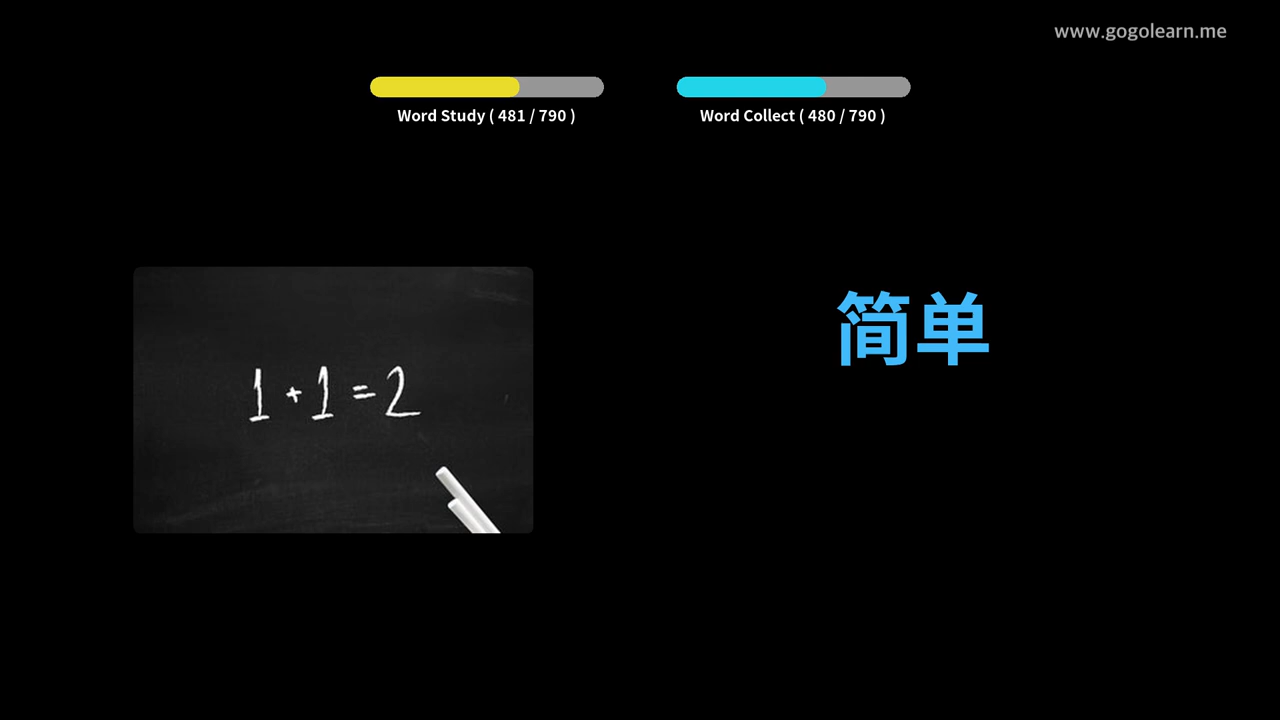 www.gogolearn.me
Word Study ( 481 / 790 )
Word Collect ( 480 / 790 )
1 + 1 = 2
简单